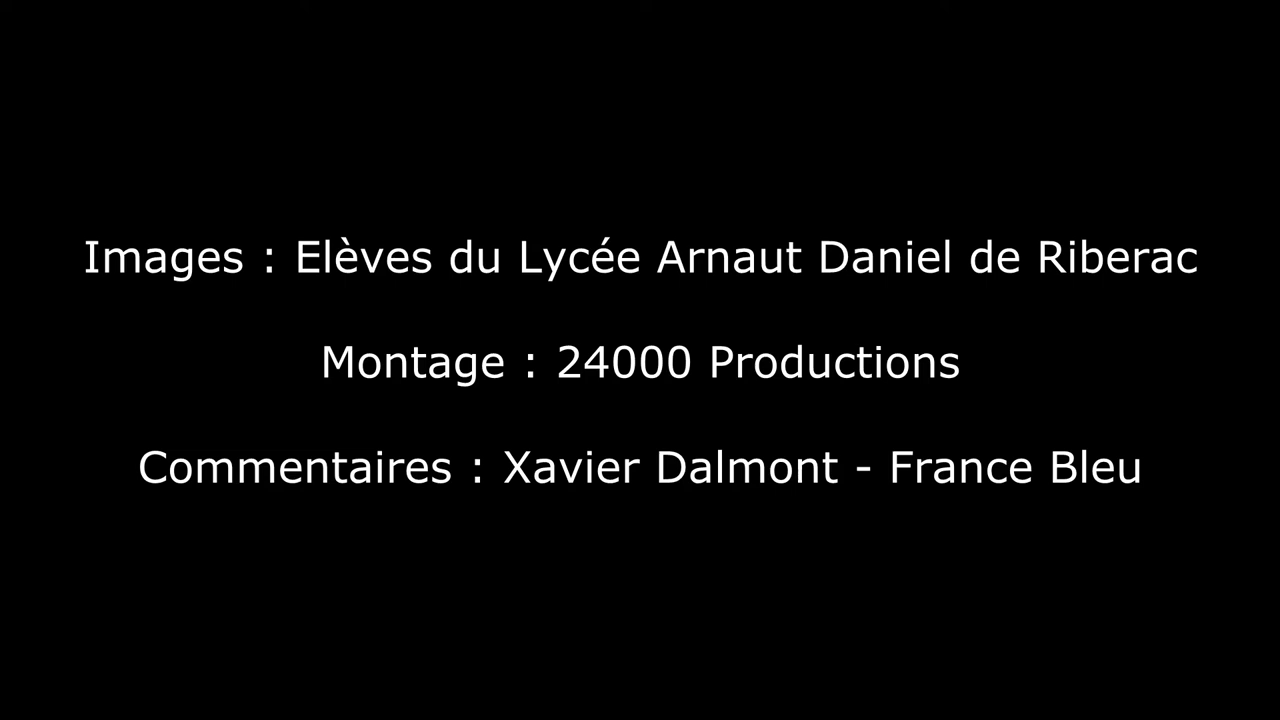 Images : Elèves du Lycée Arnaut Daniel de Riberac
Montage : 24000 Productions
Commentaires : Xavier Dalmont - France Bleu